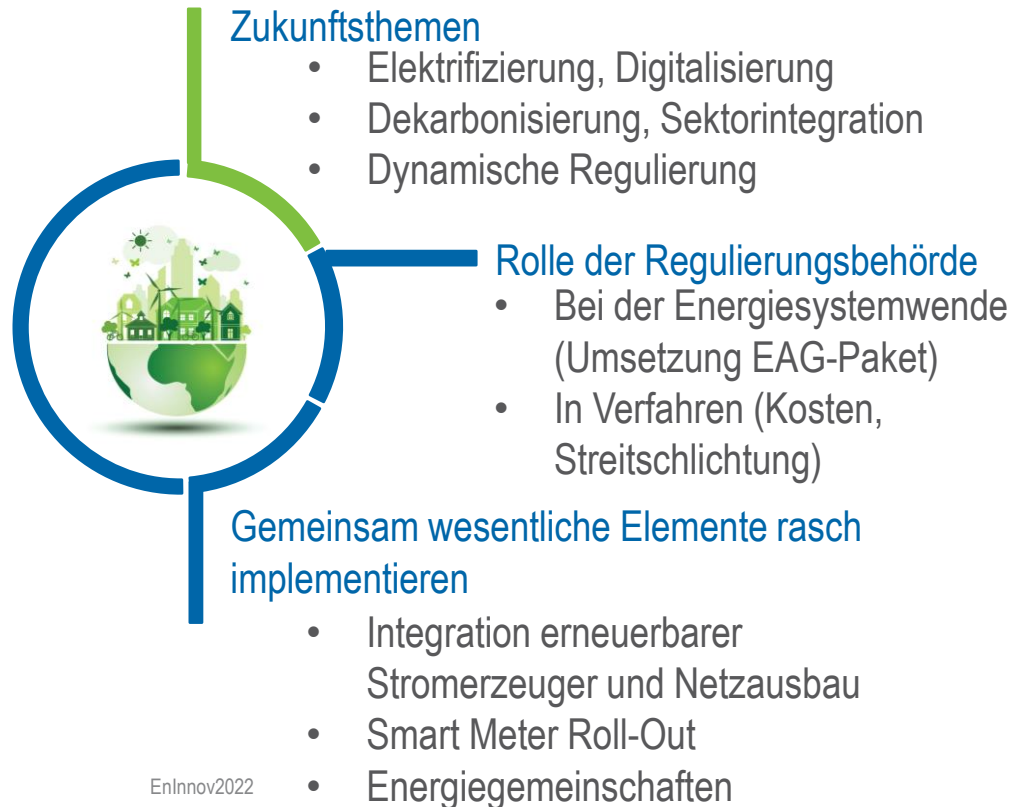 Zukunftsthemen
• Elektrifizierung, Digitalisierung
• Dekarbonisierung, Sektorintegration
• Dynamische Regulierung
Rolle der Regulierungsbehörde
• Bei der Energiesystemwende
(Umsetzung EAG-Paket)
• In Verfahren (Kosten,
Streitschlichtung)
Gemeinsam wesentliche Elemente rasch
implementieren
• Integration erneuerbarer
Stromerzeuger und Netzausbau
• Smart Meter Roll-Out
• Energiegemeinschaften
EnInnov2022